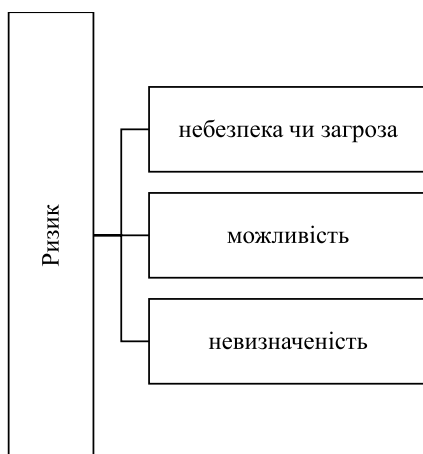 Ризик
небезпека чи загроза
можливість
невизначеність